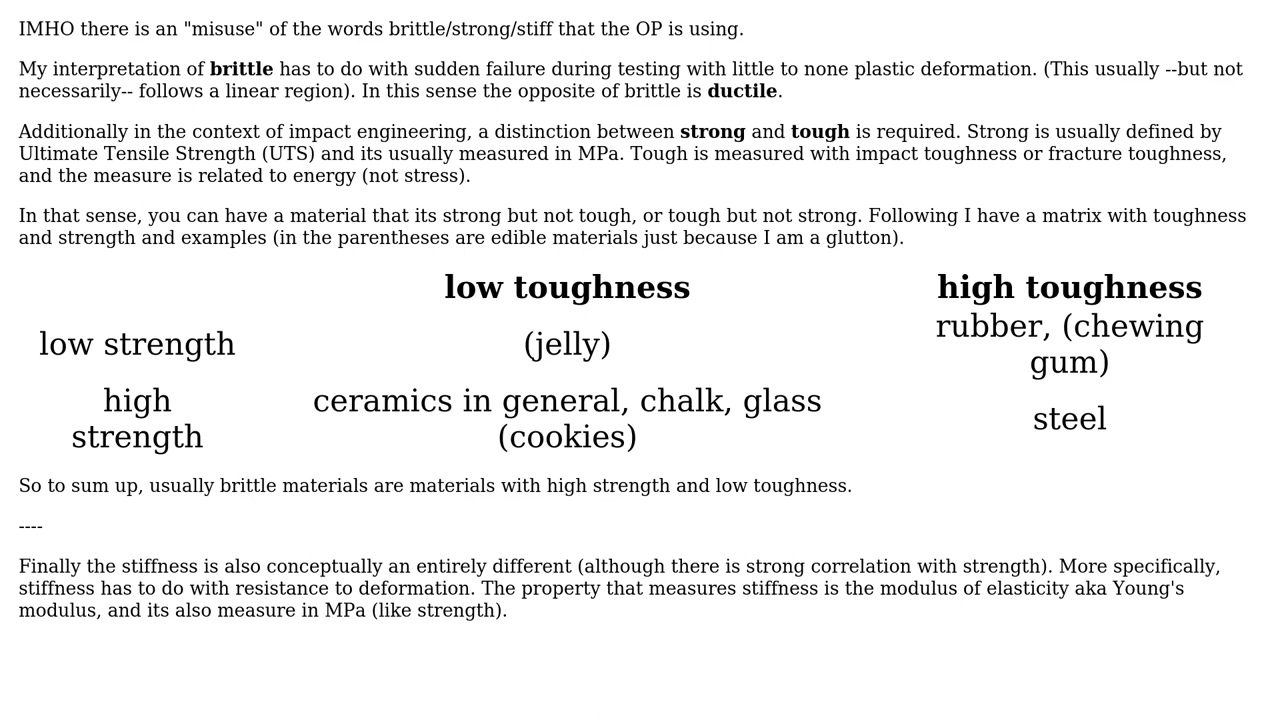 IMHO there is an "misuse" of the words brittle/strong/stiff that the OP is using.
My interpretation of brittle has to do with sudden failure during testing with little to none plastic deformation. (This usually --but not
necessarily-- follows a linear region). In this sense the opposite of brittle is ductile.
Additionally in the context of impact engineering, a distinction between strong and tough is required. Strong is usually defined by
Ultimate Tensile Strength (UTS) and its usually measured in MPa. Tough is measured with impact toughness or fracture toughness,
and the measure is related to energy (not stress).
In that sense, you can have a material that its strong but not tough, or tough but not strong. Following I have a matrix with toughness
and strength and examples (in the parentheses are edible materials just because I am a glutton).
low toughness high toughness
low strength (jelly) rubber, (chewing
gum)
high
strength ceramics in general, chalk, glass
(cookies) steel
So to sum up, usually brittle materials are materials with high strength and low toughness.
----
Finally the stiffness is also conceptually an entirely different (although there is strong correlation with strength). More specifically,
stiffness has to do with resistance to deformation. The property that measures stiffness is the modulus of elasticity aka Young's
modulus, and its also measure in MPa (like strength).